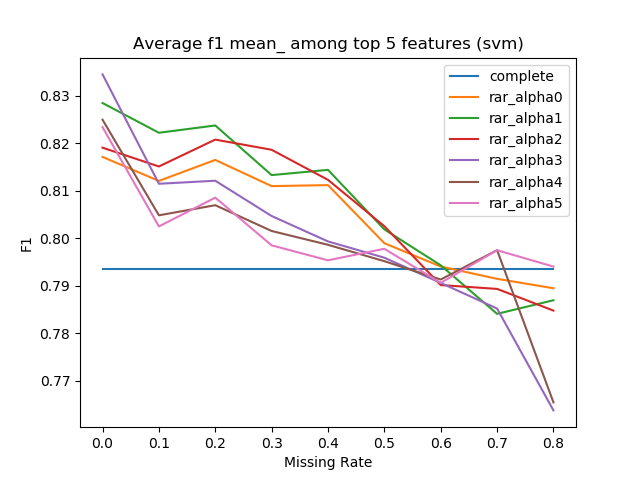 Average f1 mean_ among top 5 features (svm)
complete
rar_alpha0
rar_alpha1
rar_alpha2
rar_alpha3
rar_alpha4
rar_alpha5
0.83
0.82
0.81
0.80
0.79
0.78
0.77
F1
0.0 0.1 0.2 0.3 0.4 0.5 0.6 0.7 0.8
Missing Rate